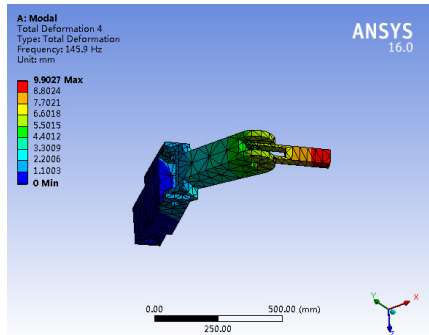 A: Modal
Total Deformation 4
Type: Total Deformation
Frequency: 145.9 Hz
Unit: mm
9.9027 Max
8.8024
7.7021
6.6018
5.5015
4.4012
3.3009
2.2006
1.1003
0 Min
ANSYS
16.0
0.00
500.00 (mm)
250.00
Y
X
Z